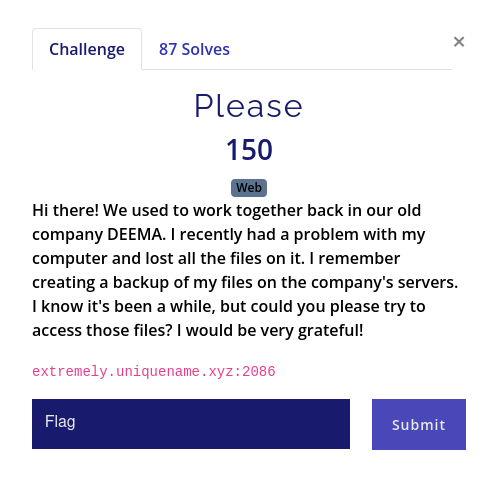 Challenge
87 Solves
×
Please
150
Web
Hi there! We used to work together back in our old
company DEEMA. I recently had a problem with my
computer and lost all the files on it. I remember
creating a backup of my files on the company's servers.
I know it's been a while, but could you please try to
access those files? I would be very grateful!
extremely.uniquename.xyz:2086
Flag
Submit